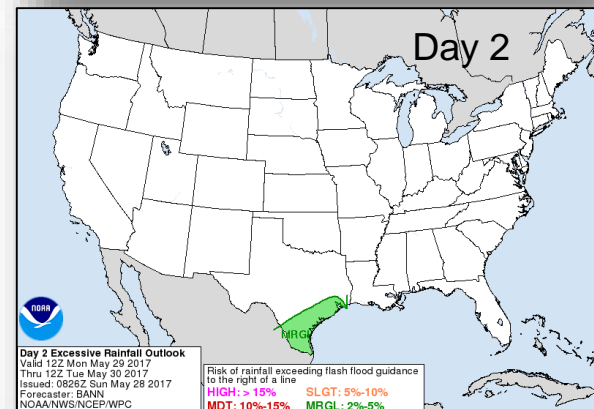 Day 2
MRGL
NOAA
Day 2 Excessive Rainfall Outlook
Valid 12Z Mon May 29 2017
Thru 12Z Tue May 30 2017
Issued: 0826Z Sun May 28 2017
Forecaster: BANN
NOAA/NWS/NCEP/WPC
Risk of rainfall exceeding flash flood guidance
to the right of a line
HIGH: > 15% SLGT: 5%-10%
MDT: 10%-15% MRGL: 2%-5%